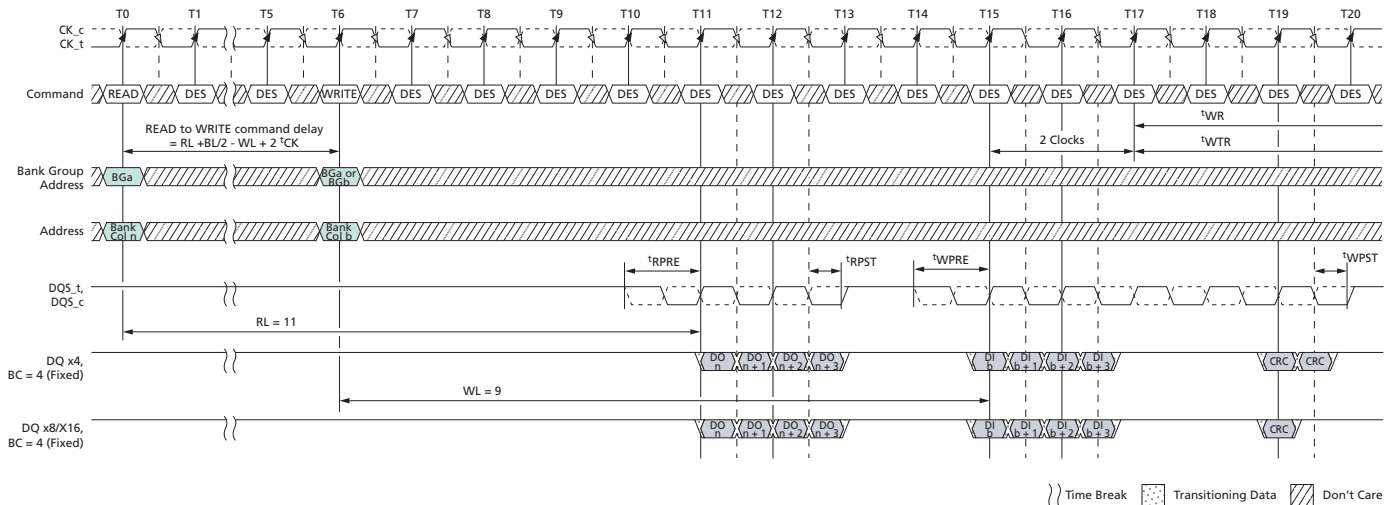 T0 T1 T5 T6 T7 T8 T9 T10 T11 T12 T13 T14 T15 T16 T17 T18 T19 T20
CK_c
CK_t
Command READ DES DES WRITE DES DES DES DES DES DES DES DES DES DES DES DES DES DES
READ to WRITE command delay
= RL +BL/2 - WL + 2 tCK
2 Clocks
tWR
tWTR
Bank Group
Address
BGa
BGa or
BGb
Address
Bank
Col n
Bank
Col b
tRPRE tRPST tWPRE tWPST
DQS_t,
DQS_c
RL = 11
DQ x4,
BC = 4 (Fixed)
DO
n
DO
n + 1
DO
n + 2
DO
n + 3
DI
b
DI
b + 1
DI
b + 2
DI
b + 3
CRC CRC
WL = 9
DQ x8/X16,
BC = 4 (Fixed)
DO
n
DO
n + 1
DO
n + 2
DO
n + 3
DI
b
DI
b + 1
DI
b + 2
DI
b + 3
CRC
Time Break Transitioning Data Don't Care